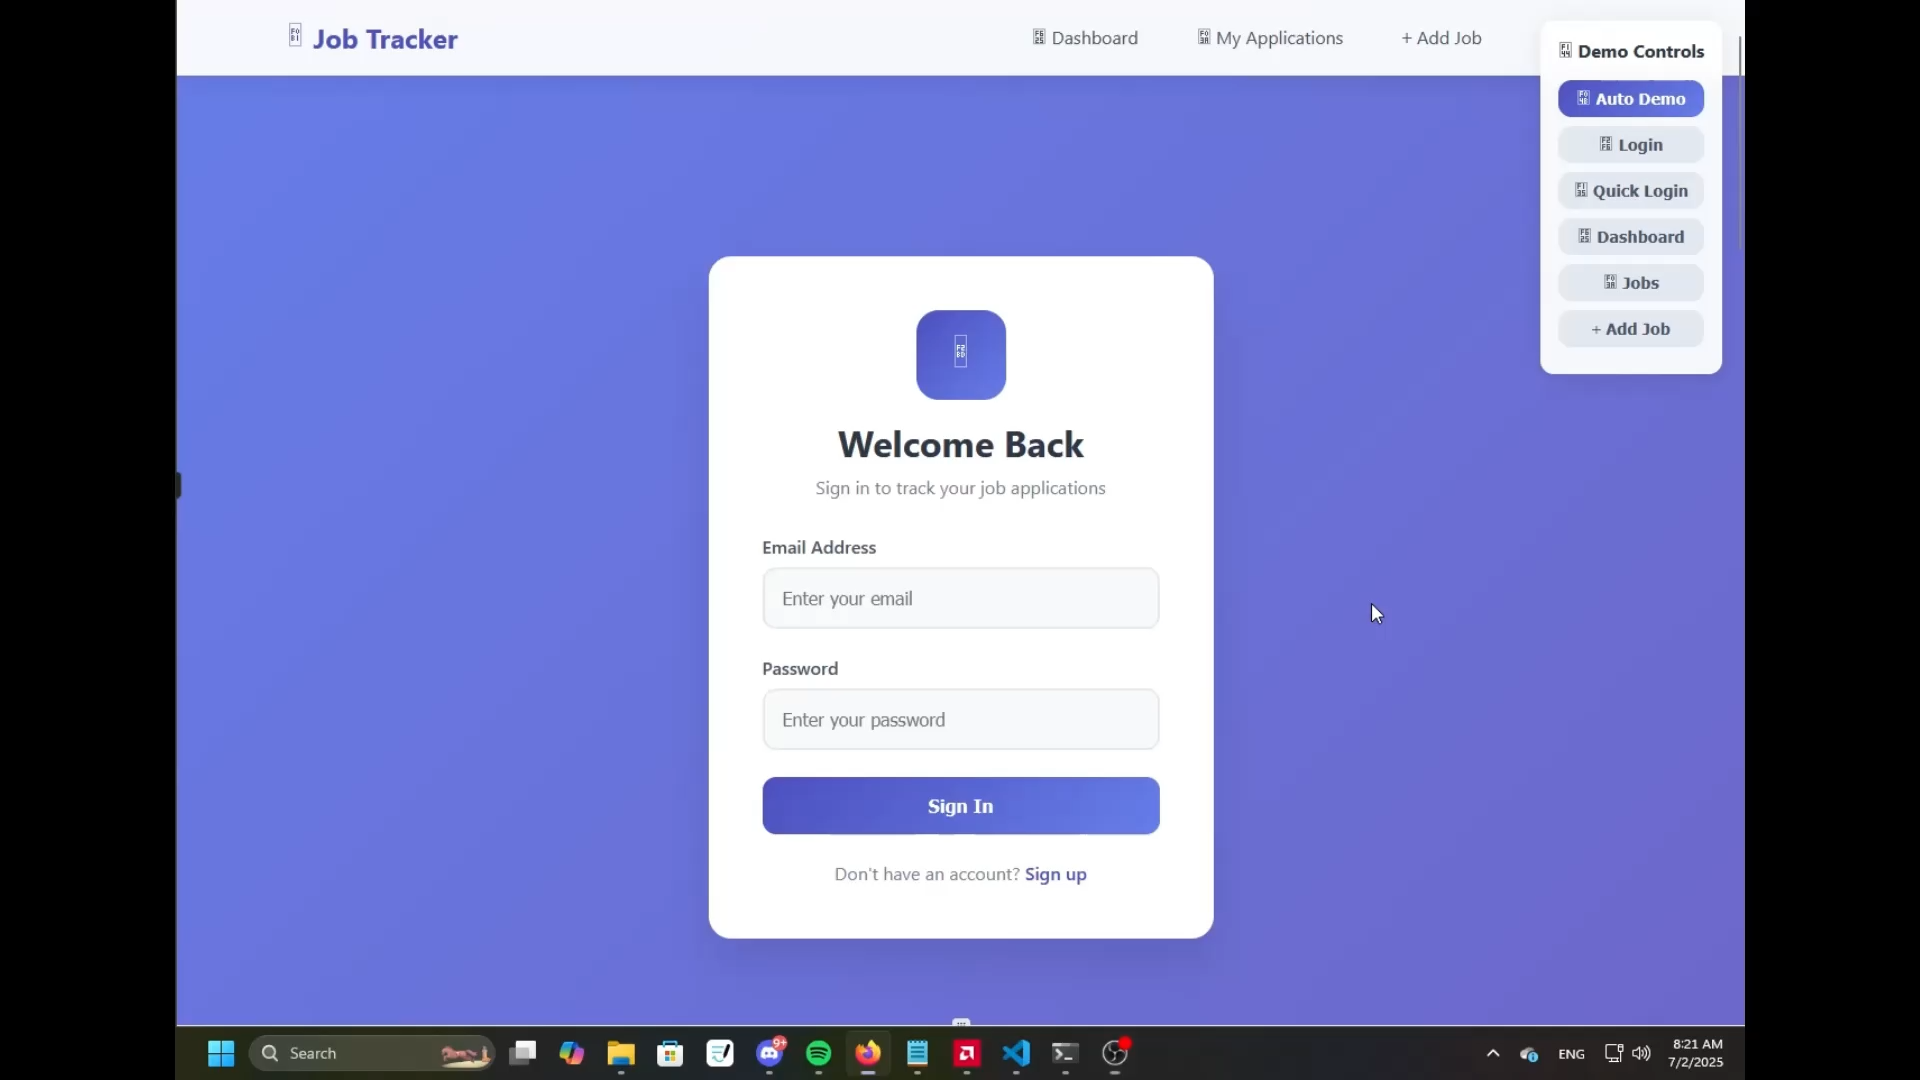 Job Tracker
Dashboard
My Applications
+ Add Job
Demo Controls
Auto Demo
Login
Quick Login
Dashboard
Jobs
+ Add Job
Welcome Back
Sign in to track your job applications
Email Address
Enter your email
Password
Enter your password
Sign In
Don't have an account? Sign up
Search
9+
ENG
8:21 AM
7/2/2025